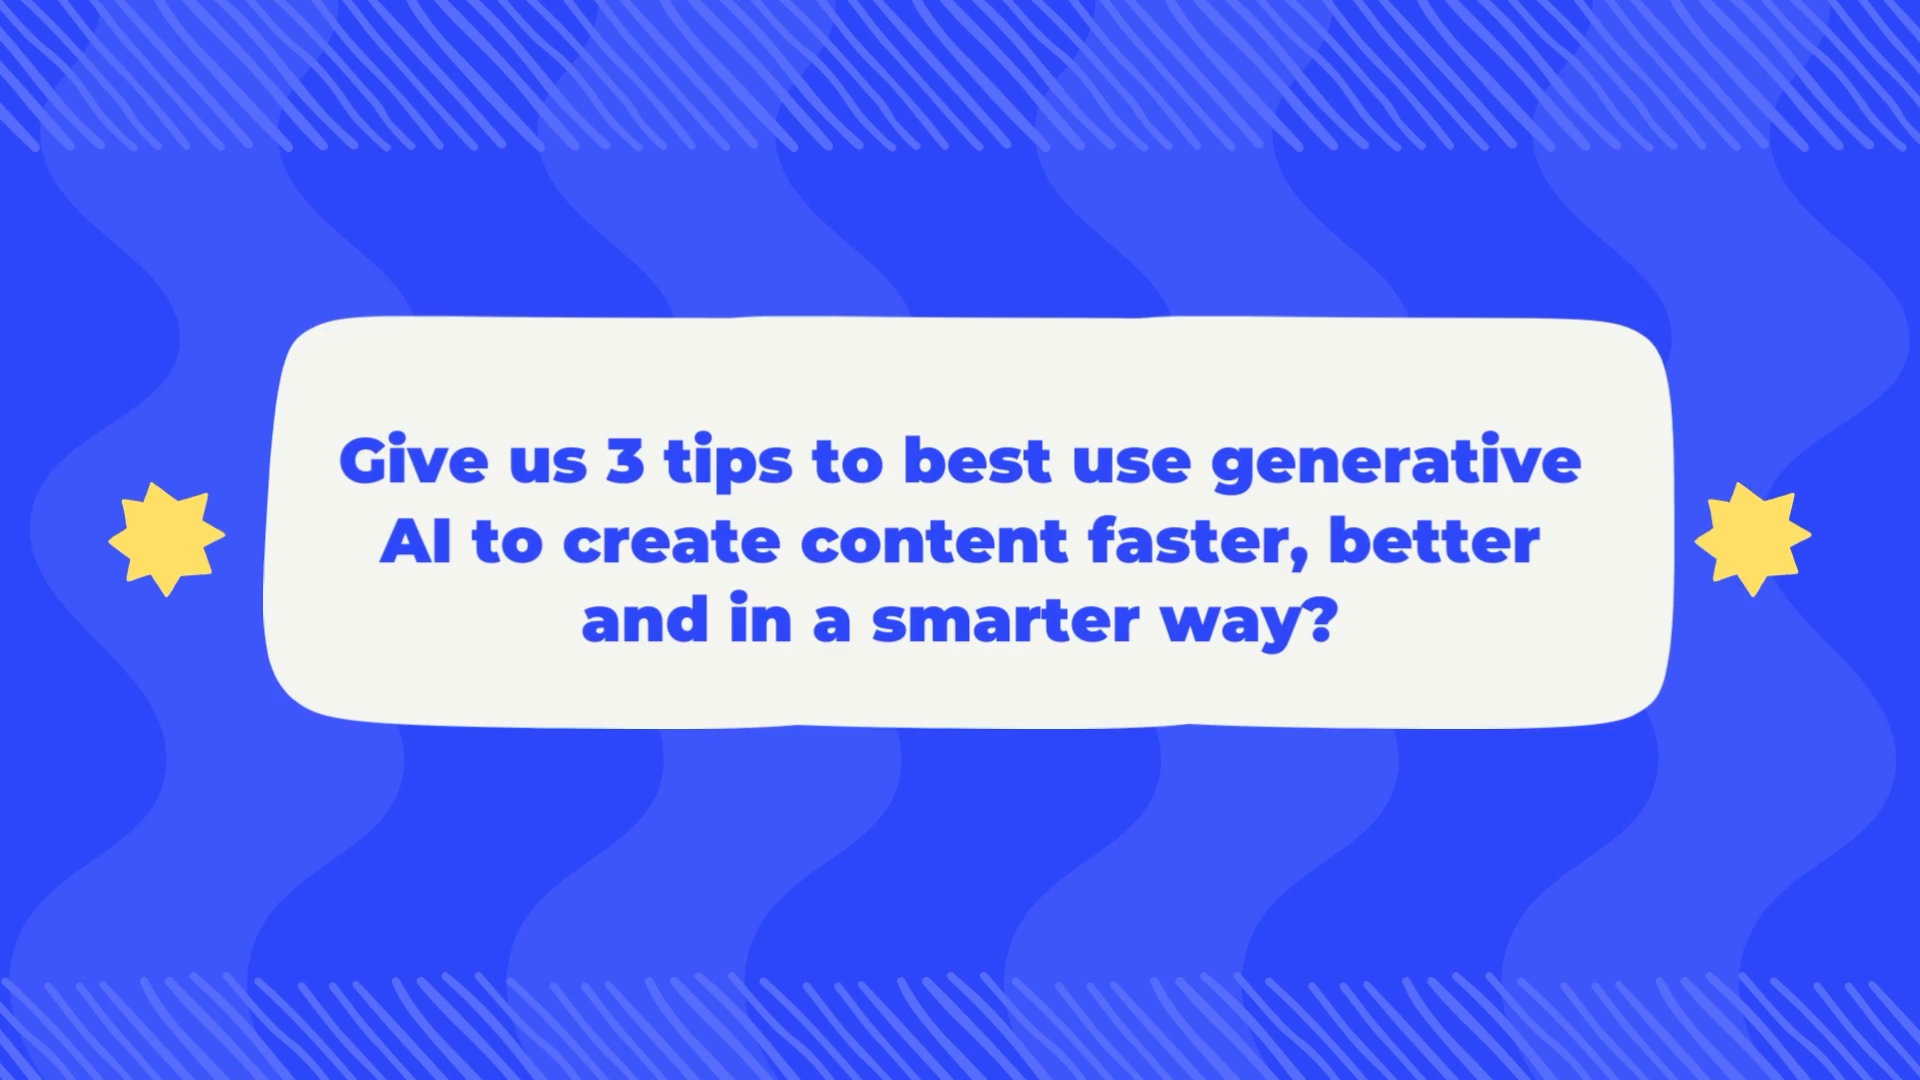 Give us 3 tips to best use generative
AI to create content faster, better
and in a smarter way?